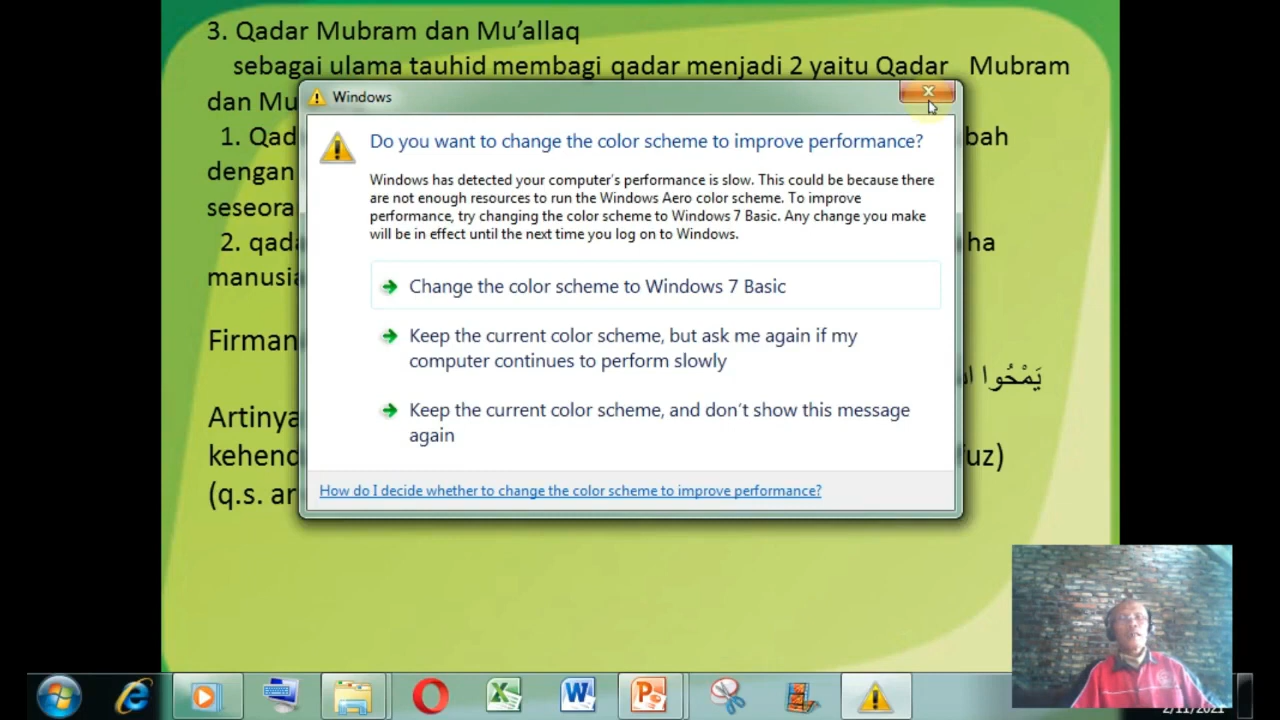 3. Qadar Mubram dan Mu’allaq
sebagai ulama tauhid membagi qadar menjadi 2 yaitu Qadar Mubram
dan Mu
Windows
1. Qad
bah
dengan
seseora
2. qada
ha
manusia
Firman
يَمْحُوا
Artinya
kehend
fuz)
(q.s. ar
Do you want to change the color scheme to improve performance?
Windows has detected your computer's performance is slow. This could be because there
are not enough resources to run the Windows Aero color scheme. To improve
performance, try changing the color scheme to Windows 7 Basic. Any change you make
will be in effect until the next time you log on to Windows.
Change the color scheme to Windows 7 Basic
Keep the current color scheme, but ask me again if my
computer continues to perform slowly
Keep the current color scheme, and don't show this message
again
How do I decide whether to change the color scheme to improve performance?
2/11/2021